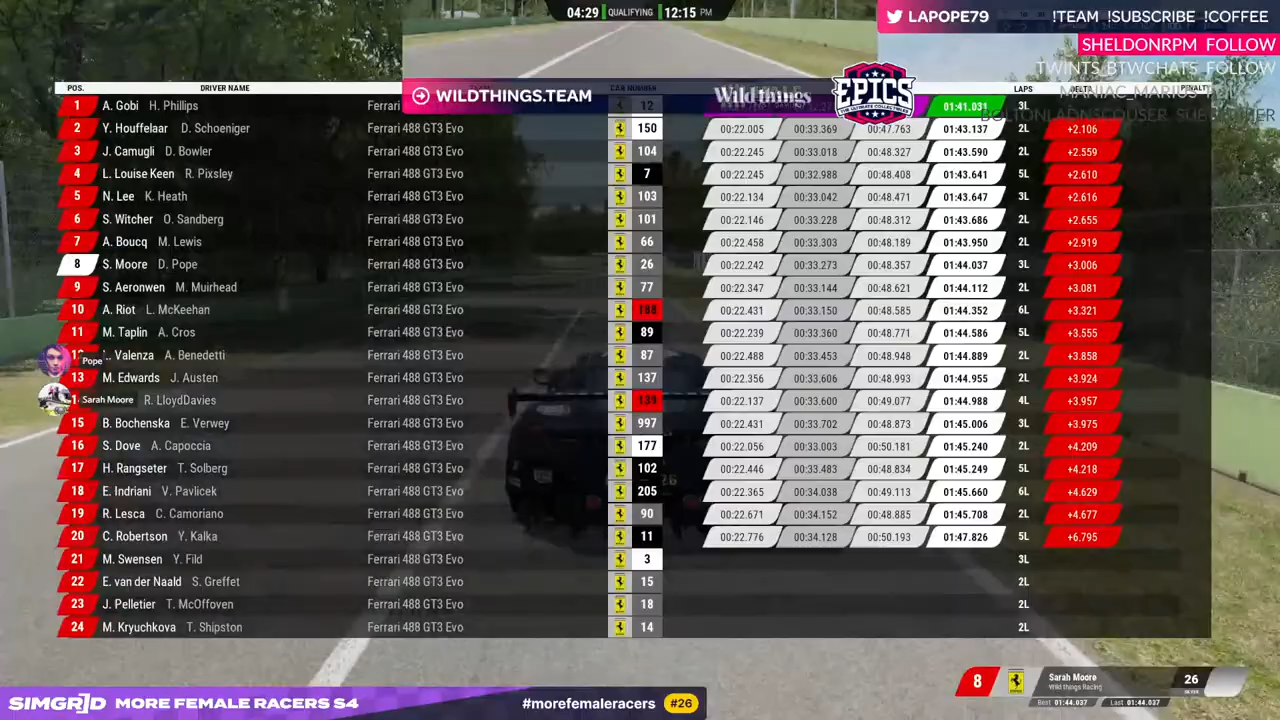 04:29 QUALIFYING 12:15 PM
LAPOPE79 !TEAM !SUBSCRIBE !COFFEE
SHELDONRPM FOLLOW
TWINTS_BTWCHATS FOLLOW
POS. DRIVER NAME CAR NUMBER LAPS DELTA PENALTY
WILDTHINGS.TEAM Wild things EPICS
1 A. Gobi H. Phillips Ferrari 12 01:41.031 3L
2 Y. Houffelaar D. Schoeniger Ferrari 488 GT3 Evo 150 00:22.005 00:33.369 00:47.763 01:43.137 2L +2.106
3 J. Camugli D. Bowler Ferrari 488 GT3 Evo 104 00:22.245 00:33.018 00:48.327 01:43.590 2L +2.559
4 L. Louise Keen R. Pixsley Ferrari 488 GT3 Evo 7 00:22.245 00:32.988 00:48.408 01:43.641 5L +2.610
5 N. Lee K. Heath Ferrari 488 GT3 Evo 103 00:22.134 00:33.042 00:48.471 01:43.647 3L +2.616
6 S. Witcher O. Sandberg Ferrari 488 GT3 Evo 101 00:22.146 00:33.228 00:48.312 01:43.686 2L +2.655
7 A. Boucq M. Lewis Ferrari 488 GT3 Evo 66 00:22.458 00:33.303 00:48.189 01:43.950 2L +2.919
8 S. Moore D. Pope Ferrari 488 GT3 Evo 26 00:22.242 00:33.273 00:48.357 01:44.037 3L +3.006
9 S. Aeronwen M. Muirhead Ferrari 488 GT3 Evo 77 00:22.347 00:33.144 00:48.621 01:44.112 2L +3.081
10 A. Riot L. McKeehan Ferrari 488 GT3 Evo 188 00:22.431 00:33.150 00:48.585 01:44.352 6L +3.321
11 M. Taplin A. Cros Ferrari 488 GT3 Evo 89 00:22.239 00:33.360 00:48.771 01:44.586 5L +3.555
Pope Valenza A. Benedetti Ferrari 488 GT3 Evo 87 00:22.488 00:33.453 00:48.948 01:44.889 2L +3.858
13 M. Edwards J. Austen Ferrari 488 GT3 Evo 137 00:22.356 00:33.606 00:48.993 01:44.955 2L +3.924
Sarah Moore R. LloydDavies Ferrari 488 GT3 Evo 139 00:22.137 00:33.600 00:49.077 01:44.988 4L +3.957
15 B. Bochenska E. Verwey Ferrari 488 GT3 Evo 997 00:22.431 00:33.702 00:48.873 01:45.006 3L +3.975
16 S. Dove A. Capoccia Ferrari 488 GT3 Evo 177 00:22.056 00:33.003 00:50.181 01:45.240 2L +4.209
17 H. Rangseter T. Solberg Ferrari 488 GT3 Evo 102 00:22.446 00:33.483 00:48.834 01:45.249 5L +4.218
18 E. Indriani V. Pavlicek Ferrari 488 GT3 Evo 205 00:22.365 00:34.038 00:49.113 01:45.660 6L +4.629
19 R. Lesca C. Camoriano Ferrari 488 GT3 Evo 90 00:22.671 00:34.152 00:48.885 01:45.708 2L +4.677
20 C. Robertson Y. Kalka Ferrari 488 GT3 Evo 11 00:22.776 00:34.128 00:50.193 01:47.826 5L +6.795
21 M. Swensen Y. Fild Ferrari 488 GT3 Evo 3 3L
22 E. van der Naald S. Greffet Ferrari 488 GT3 Evo 15 2L
23 J. Pelletier T. McOffoven Ferrari 488 GT3 Evo 18 2L
24 M. Kryuchkova T. Shipston Ferrari 488 GT3 Evo 14 2L
8 Sarah Moore 26
Wild things Racing SILVER
Best 01:44.037 Last 01:44.037
SIMGRID MORE FEMALE RACERS S4 #morefemaleracers #26